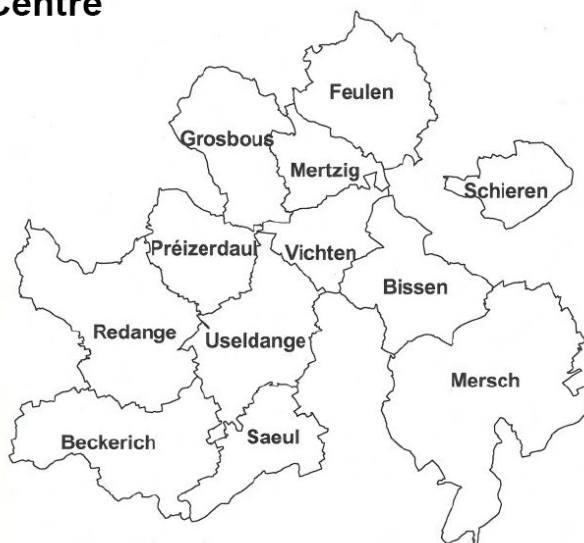 Centre
Feulen
Grosbous
Mertzig
Schieren
Préizerdaul
Vichten
Bissen
Redange
Useldange
Mersch
Beckerich
Saeul